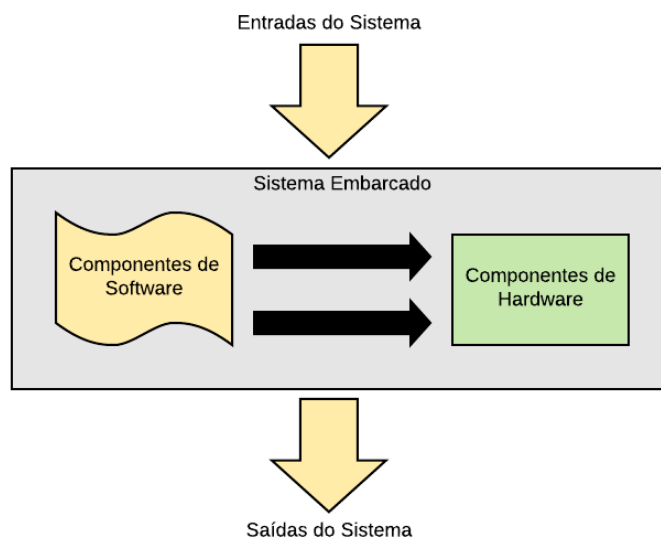 Entradas do Sistema
Sistema Embarcado
Componentes de
Software
Componentes de
Hardware
Saídas do Sistema